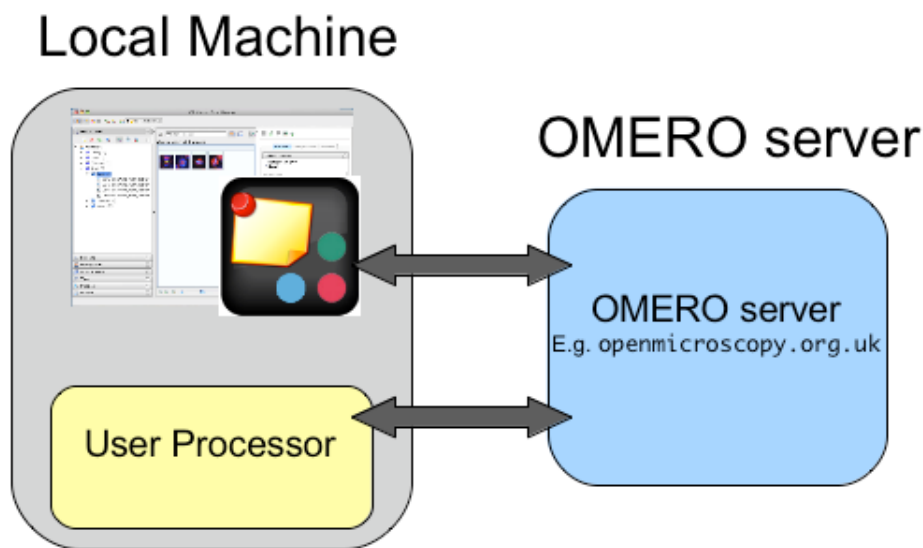 Local Machine
OMERO server
OMERO server
E.g. openmicroscopy.org.uk
User Processor